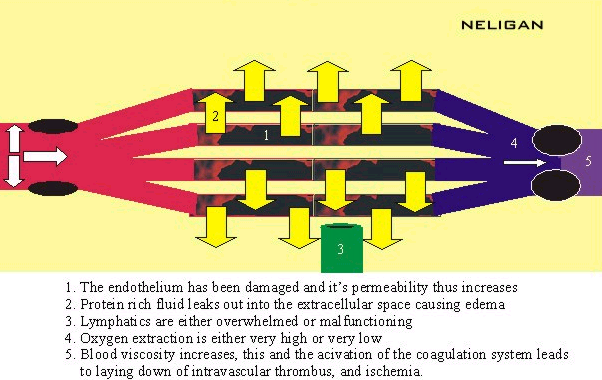 NELIGAN
2
1
4
5
3
1. The endothelium has been damaged and it's permeability thus increases
2. Protein rich fluid leaks out into the extracellular space causing edema
3. Lymphatics are either overwhelmed or malfunctioning
4. Oxygen extraction is either very high or very low
5. Blood viscosity increases, this and the acivation of the coagulation system leads
to laying down of intravascular thrombus, and ischemia.